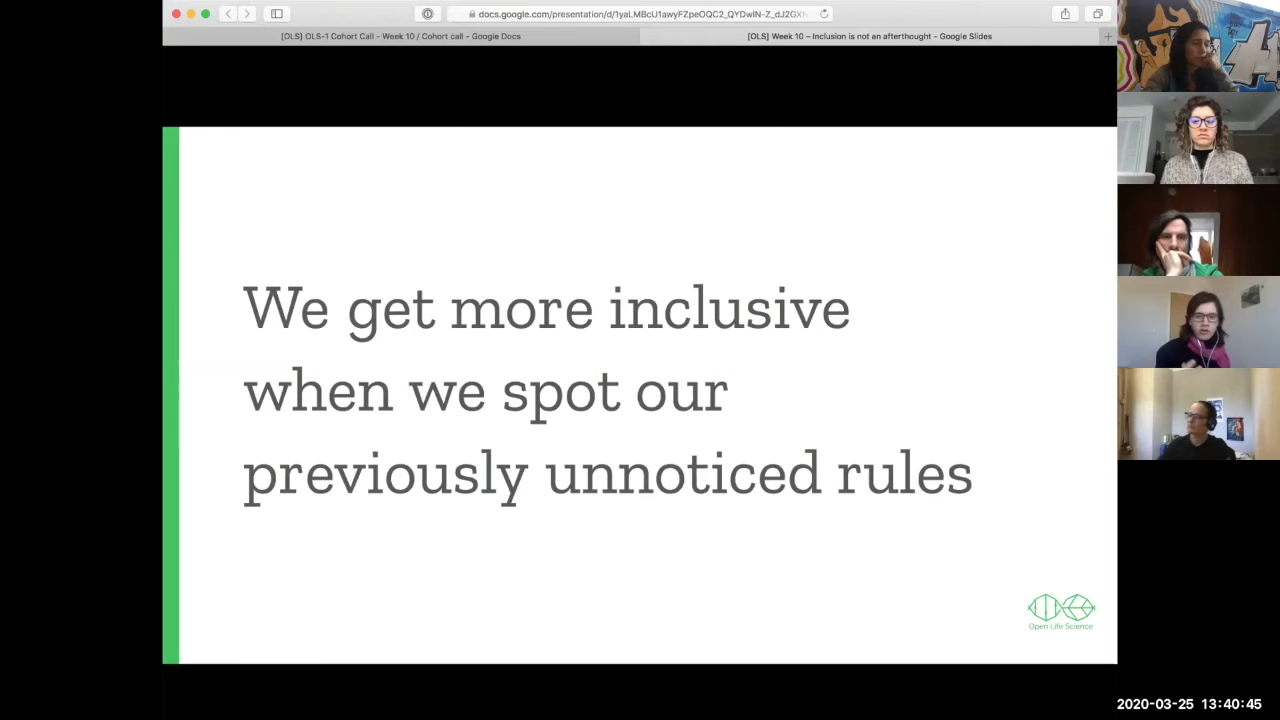 docs.google.com/presentation/d/1yaLMBcU1awyFZpeOQC2_QYDwIN-Z_dJ2GX
[OLS] OLS-1 Cohort Call - Week 10 / Cohort call - Google Docs
[OLS] Week 10 – Inclusion is not an afterthought - Google Slides
We get more inclusive
when we spot our
previously unnoticed rules
Open Life Science
2020-03-25 13:40:45